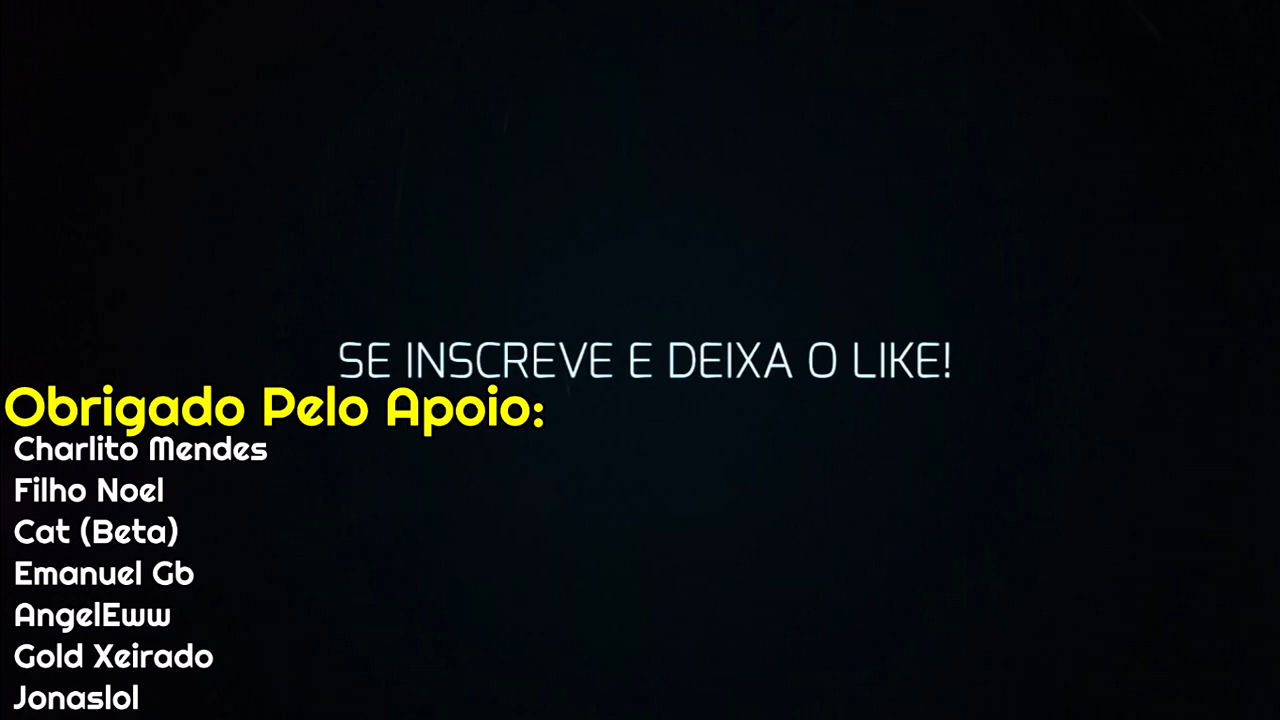 SE INSCREVE E DEIXA O LIKE!
Obrigado Pelo Apoio:
Charlito Mendes
Filho Noel
Cat (Beta)
Emanuel Gb
AngelEww
Gold Xeirado
Jonaslol